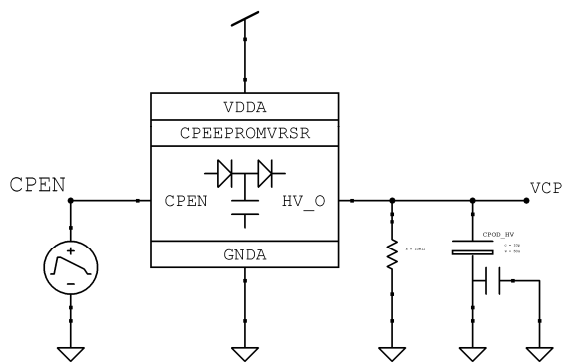 VDDA
CPEEPROMVRSR
CPEN
CPEN
HV_O
VCP
CPOD_HV
GNDA